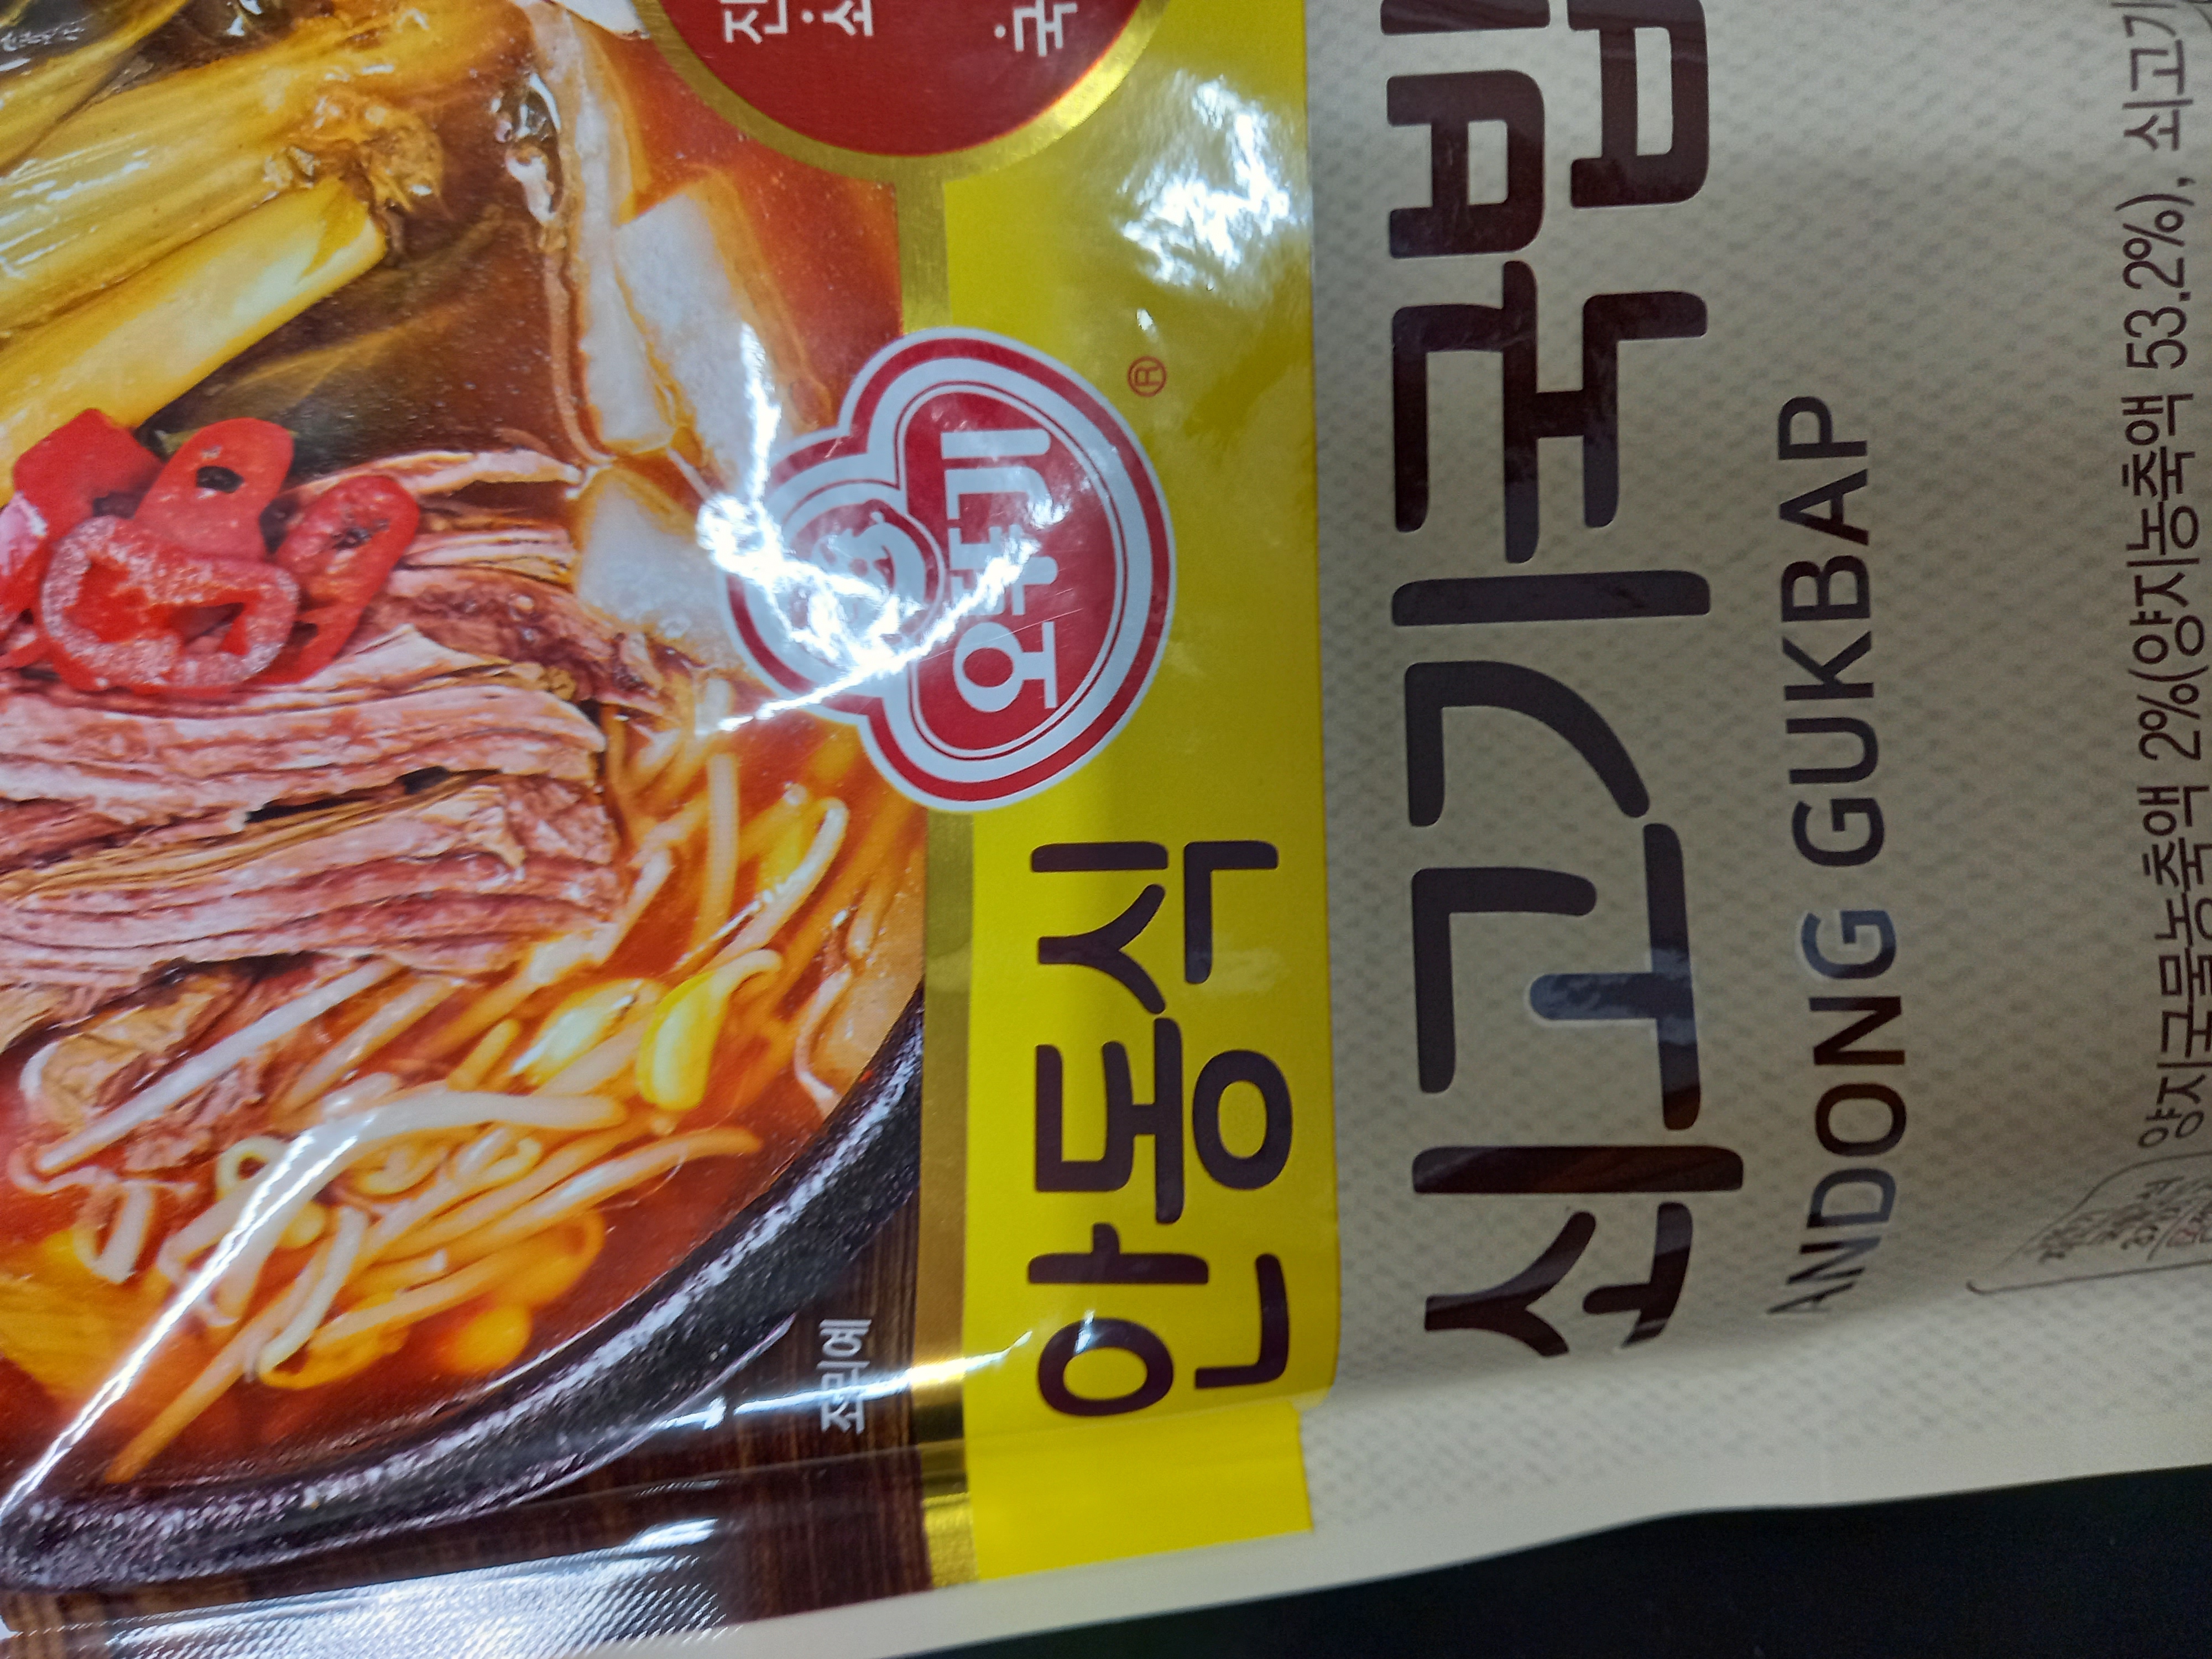 오뚜기
®
안동식
쇠고기국밥
ANDONG GUKBAP
양지국물농축액 2%(양지농축액 53.2%), 쇠고기
조리예